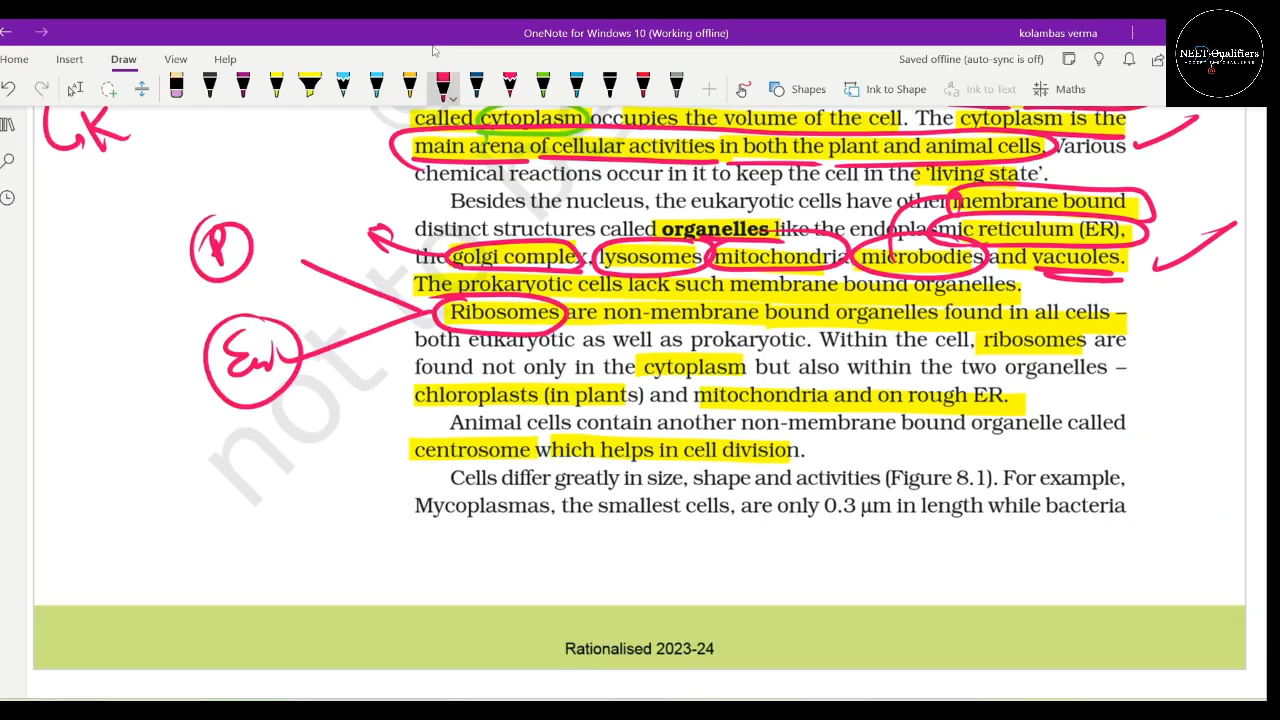 OneNote for Windows 10 (Working offline)
kolambas verma
NEET Qualifiers
Home Insert Draw View Help
Saved offline (auto-sync is off)
Shapes Ink to Shape Ink to Text Maths
called cytoplasm occupies the volume of the cell. The cytoplasm is the
main arena of cellular activities in both the plant and animal cells. Various
chemical reactions occur in it to keep the cell in the ‘living state’.
Besides the nucleus, the eukaryotic cells have other membrane bound
distinct structures called organelles like the endoplasmic reticulum (ER),
the golgi complex, lysosomes, mitochondria, microbodies and vacuoles.
The prokaryotic cells lack such membrane bound organelles.
Ribosomes are non-membrane bound organelles found in all cells –
both eukaryotic as well as prokaryotic. Within the cell, ribosomes are
found not only in the cytoplasm but also within the two organelles –
chloroplasts (in plants) and mitochondria and on rough ER.
Animal cells contain another non-membrane bound organelle called
centrosome which helps in cell division.
Cells differ greatly in size, shape and activities (Figure 8.1). For example,
Mycoplasmas, the smallest cells, are only 0.3 μm in length while bacteria
K
P
not to b
Rationalised 2023-24